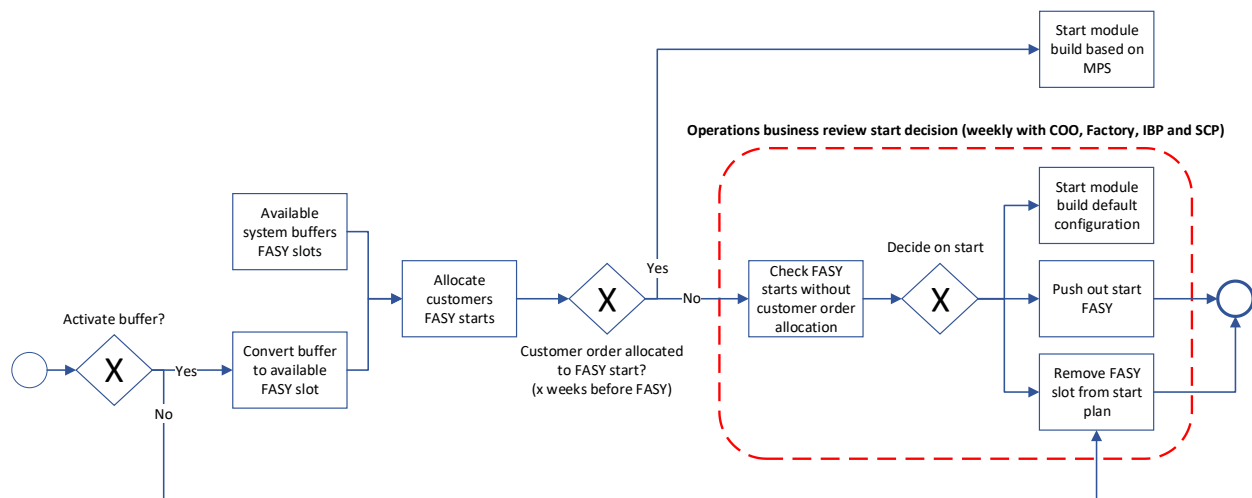 Start module
build based on
MPS
Operations business review start decision (weekly with COO, Factory, IBP and SCP)
Available
system buffers
FASY slots
Start module
build default
configuration
Decide on start
Yes
Allocate
customers
FASY starts
X
No
Check FASY
starts without
customer order
allocation
X
Push out start
FASY
Activate buffer?
X
Yes
Convert buffer
to available
FASY slot
Customer order allocated
to FASY start?
(x weeks before FASY)
Remove FASY
slot from start
plan
No